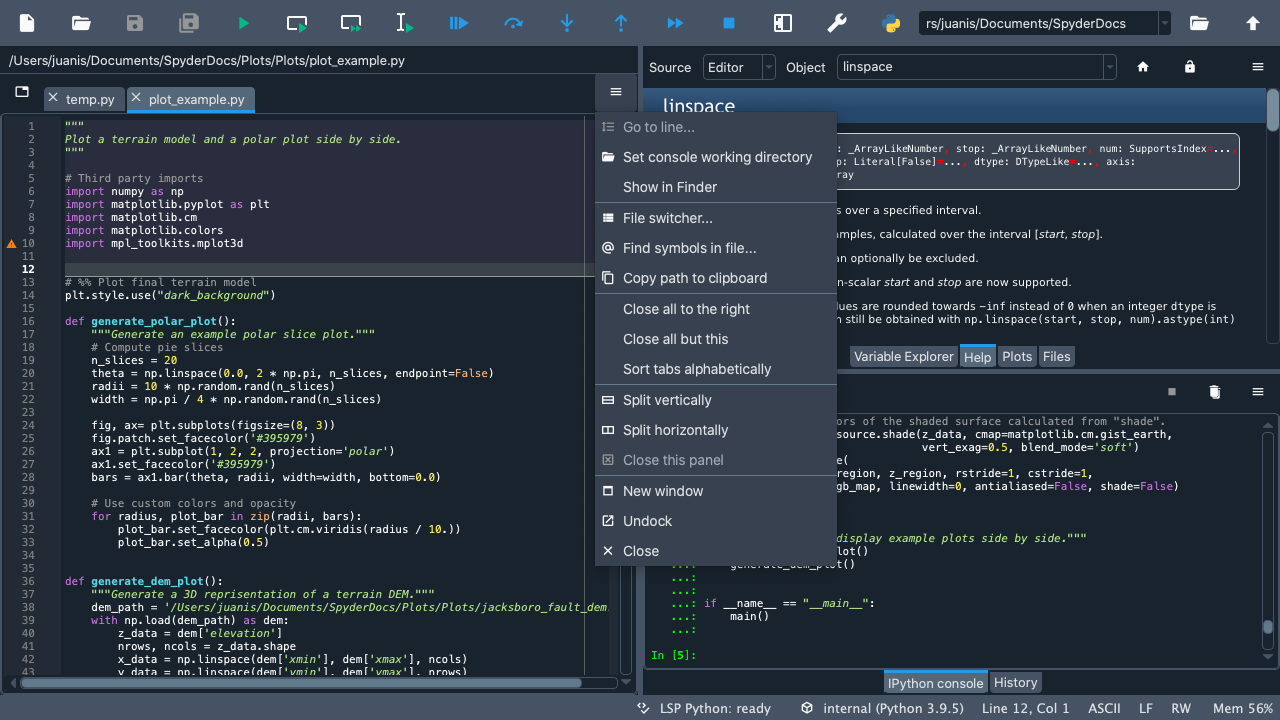 rs/juanis/Documents/SpyderDocs
/Users/juanis/Documents/SpyderDocs/Plots/Plots/plot_example.py
temp.py
plot_example.py
1 """
2 Plot a terrain model and a polar plot side by side.
3 """
4
5 # Third party imports
6 import numpy as np
7 import matplotlib.pyplot as plt
8 import matplotlib.cm
9 import matplotlib.colors
10 import mpl_toolkits.mplot3d
11
12
13 # %% Plot final terrain model
14 plt.style.use("dark_background")
15
16 def generate_polar_plot():
17 """Generate an example polar slice plot."""
18 # Compute pie slices
19 n_slices = 20
20 theta = np.linspace(0.0, 2 * np.pi, n_slices, endpoint=False)
21 radii = 10 * np.random.rand(n_slices)
22 width = np.pi / 4 * np.random.rand(n_slices)
23
24 fig, ax= plt.subplots(figsize=(8, 3))
25 fig.patch.set_facecolor('#395979')
26 ax1 = plt.subplot(1, 2, 2, projection='polar')
27 ax1.set_facecolor('#395979')
28 bars = ax1.bar(theta, radii, width=width, bottom=0.0)
29
30 # Use custom colors and opacity
31 for radius, plot_bar in zip(radii, bars):
32 plot_bar.set_facecolor(plt.cm.viridis(radius / 10.))
33 plot_bar.set_alpha(0.5)
34
35
36 def generate_dem_plot():
37 """Generate a 3D reprisentation of a terrain DEM."""
38 dem_path = '/Users/juanis/Documents/SpyderDocs/Plots/Plots/jacksboro_fault_dem
39 with np.load(dem_path) as dem:
40 z_data = dem['elevation']
41 nrows, ncols = z_data.shape
42 x_data = np.linspace(dem['xmin'], dem['xmax'], ncols)
43 y_data = np.linspace(dem['ymin'], dem['ymax'], nrows)
Go to line...
Set console working directory
Show in Finder
File switcher...
Find symbols in file...
Copy path to clipboard
Close all to the right
Close all but this
Sort tabs alphabetically
Split vertically
Split horizontally
Close this panel
New window
Undock
Close
Source Editor Object linspace
linspace
: _ArrayLikeNumber, stop: _ArrayLikeNumber, num: SupportsIndex=...,
p: Literal[False]=..., dtype: DTypeLike=..., axis:
ray
s over a specified interval.
mples, calculated over the interval [start, stop].
an optionally be excluded.
n-scalar start and stop are now supported.
lues are rounded towards -inf instead of 0 when an integer dtype is
n still be obtained with np.linspace(start, stop, num).astype(int)
Variable Explorer Help Plots Files
ors of the shaded surface calculated from "shade".
source.shade(z_data, cmap=matplotlib.cm.gist_earth,
vert_exag=0.5, blend_mode='soft')
e(
region, z_region, rstride=1, cstride=1,
gb_map, linewidth=0, antialiased=False, shade=False)
display example plots side by side."""
lot()
...: generate_dem_plot()
...:
...:
...: if __name__ == "__main__":
...: main()
...:
In [5]:
IPython console History
LSP Python: ready internal (Python 3.9.5) Line 12, Col 1 ASCII LF RW Mem 56%